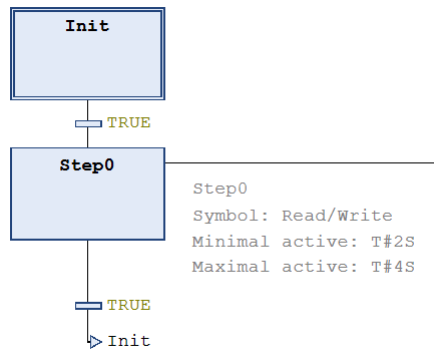 Init
TRUE
Step0
Step0
Symbol: Read/Write
Minimal active: T#2S
Maximal active: T#4S
TRUE
Init